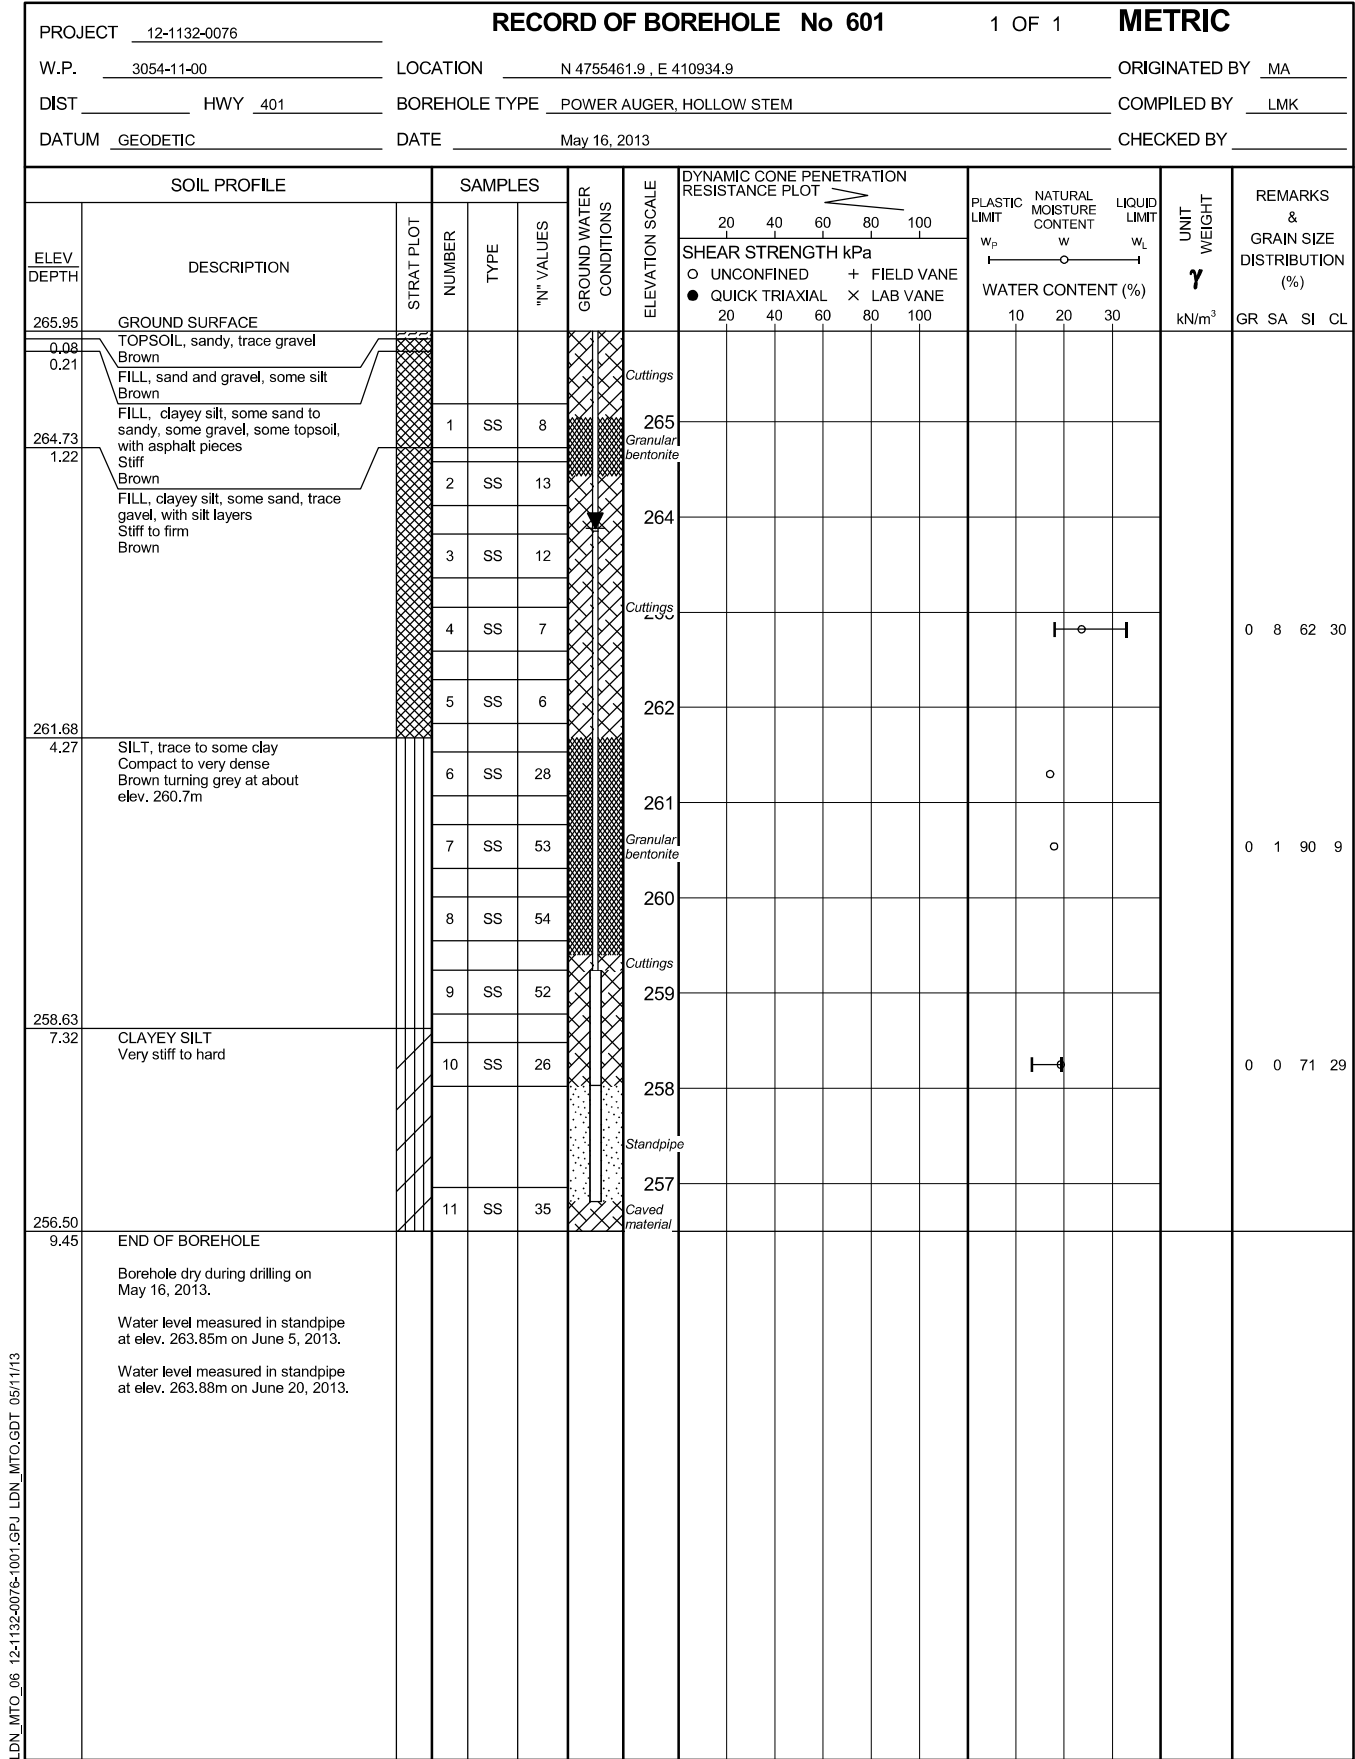 RECORD OF BOREHOLE No 601 1 OF 1 METRIC
PROJECT 12-1132-0076
W.P. 3054-11-00 LOCATION N 4755461.9 , E 410934.9 ORIGINATED BY MA
DIST HWY 401 BOREHOLE TYPE POWER AUGER, HOLLOW STEM COMPILED BY LMK
DATUM GEODETIC DATE May 16, 2013 CHECKED BY
SOIL PROFILE
ELEV
DEPTH
DESCRIPTION
STRAT PLOT
SAMPLES
NUMBER
TYPE
"N" VALUES
GROUND WATER
CONDITIONS
ELEVATION SCALE
DYNAMIC CONE PENETRATION
RESISTANCE PLOT
20 40 60 80 100
SHEAR STRENGTH kPa
UNCONFINED + FIELD VANE
QUICK TRIAXIAL × LAB VANE
20 40 60 80 100
PLASTIC
LIMIT
NATURAL
MOISTURE
CONTENT
LIQUID
LIMIT
WP W WL
WATER CONTENT (%)
10 20 30
UNIT
WEIGHT
γ
kN/m³
REMARKS
&
GRAIN SIZE
DISTRIBUTION
(%)
GR SA SI CL
265.95 GROUND SURFACE
0.08
TOPSOIL, sandy, trace gravel
Brown
0.21
FILL, sand and gravel, some silt
Brown
FILL, clayey silt, some sand to
sandy, some gravel, some topsoil,
with asphalt pieces
Stiff
Brown
264.73
1.22
FILL, clayey silt, some sand, trace
gavel, with silt layers
Stiff to firm
Brown
261.68
4.27 SILT, trace to some clay
Compact to very dense
Brown turning grey at about
elev. 260.7m
258.63
7.32 CLAYEY SILT
Very stiff to hard
256.50
9.45 END OF BOREHOLE
Borehole dry during drilling on
May 16, 2013.
Water level measured in standpipe
at elev. 263.85m on June 5, 2013.
Water level measured in standpipe
at elev. 263.88m on June 20, 2013.
1 SS 8
2 SS 13
3 SS 12
4 SS 7
5 SS 6
6 SS 28
7 SS 53
8 SS 54
9 SS 52
10 SS 26
11 SS 35
Cuttings
265
Granular
bentonite
264
Cuttings
262
261
Granular
bentonite
260
Cuttings
259
258
Standpipe
257
Caved
material
0 8 62 30
0 1 90 9
0 0 71 29
LDN_MTO_06 12-1132-0076-1001.GPJ LDN_MTO.GDT 05/11/13